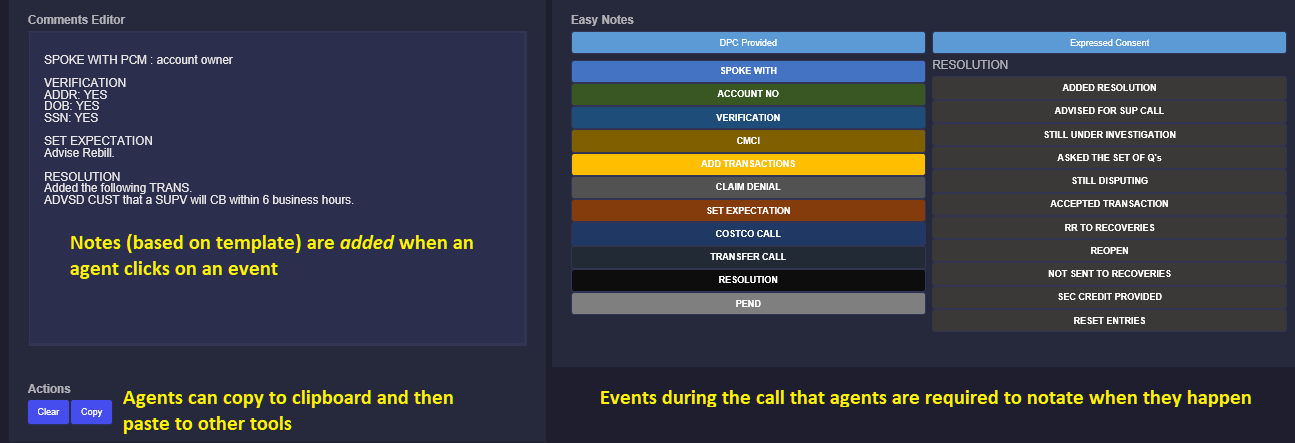 Comments Editor
SPOKE WITH PCM : account owner
VERIFICATION
ADDR: YES
DOB: YES
SSN: YES
SET EXPECTATION
Advise Rebill.
RESOLUTION
Added the following TRANS.
ADVSD CUST that a SUPV will CB within 6 business hours.
Notes (based on template) are added when an
agent clicks on an event
Actions
Clear
Copy
Agents can copy to clipboard and then
paste to other tools
Easy Notes
DPC Provided
SPOKE WITH
ACCOUNT NO
VERIFICATION
CMCI
ADD TRANSACTIONS
CLAIM DENIAL
SET EXPECTATION
COSTCO CALL
TRANSFER CALL
RESOLUTION
PEND
Expressed Consent
RESOLUTION
ADDED RESOLUTION
ADVISED FOR SUP CALL
STILL UNDER INVESTIGATION
ASKED THE SET OF Q's
STILL DISPUTING
ACCEPTED TRANSACTION
RR TO RECOVERIES
REOPEN
NOT SENT TO RECOVERIES
SEC CREDIT PROVIDED
RESET ENTRIES
Events during the call that agents are required to notate when they happen